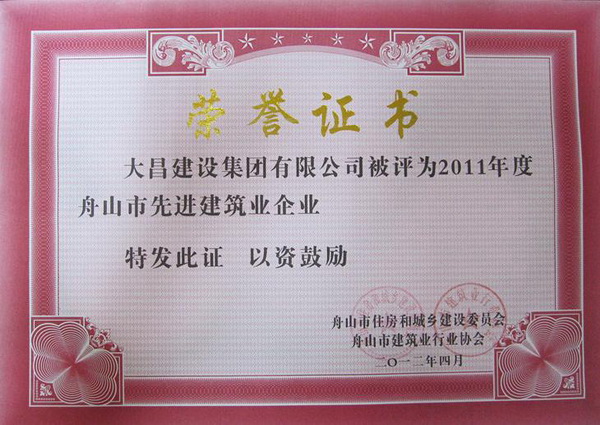 荣誉证书
大昌建设集团有限公司被评为2011年度
舟山市先进建筑业企业
特发此证 以资鼓励
舟山市住房和城乡建设委员会
舟山市建筑业行业协会
二〇一二年四月